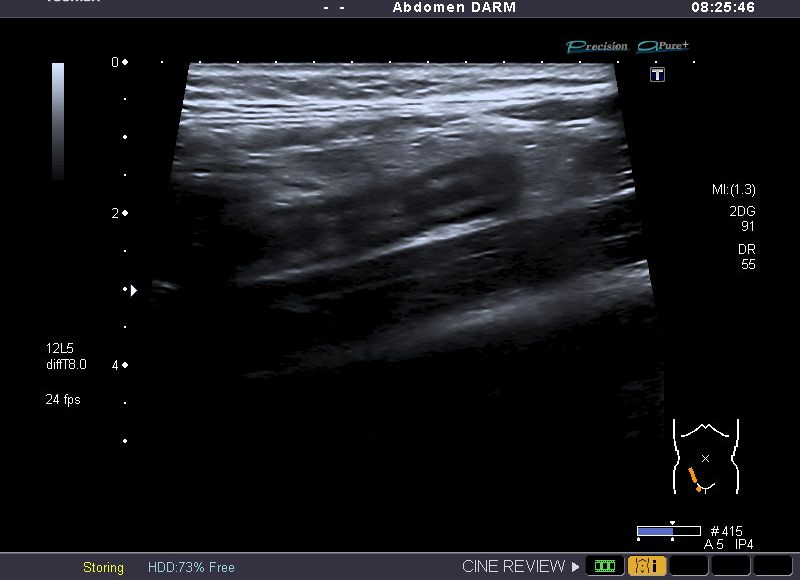 - - Abdomen DARM 08:25:46
Precision APure+
T
0
2
4
MI:(1.3)
2DG
91
DR
55
12L5
diffT8.0
24 fps
#415
A 5 IP4
Storing HDD:73% Free CINE REVIEW
i